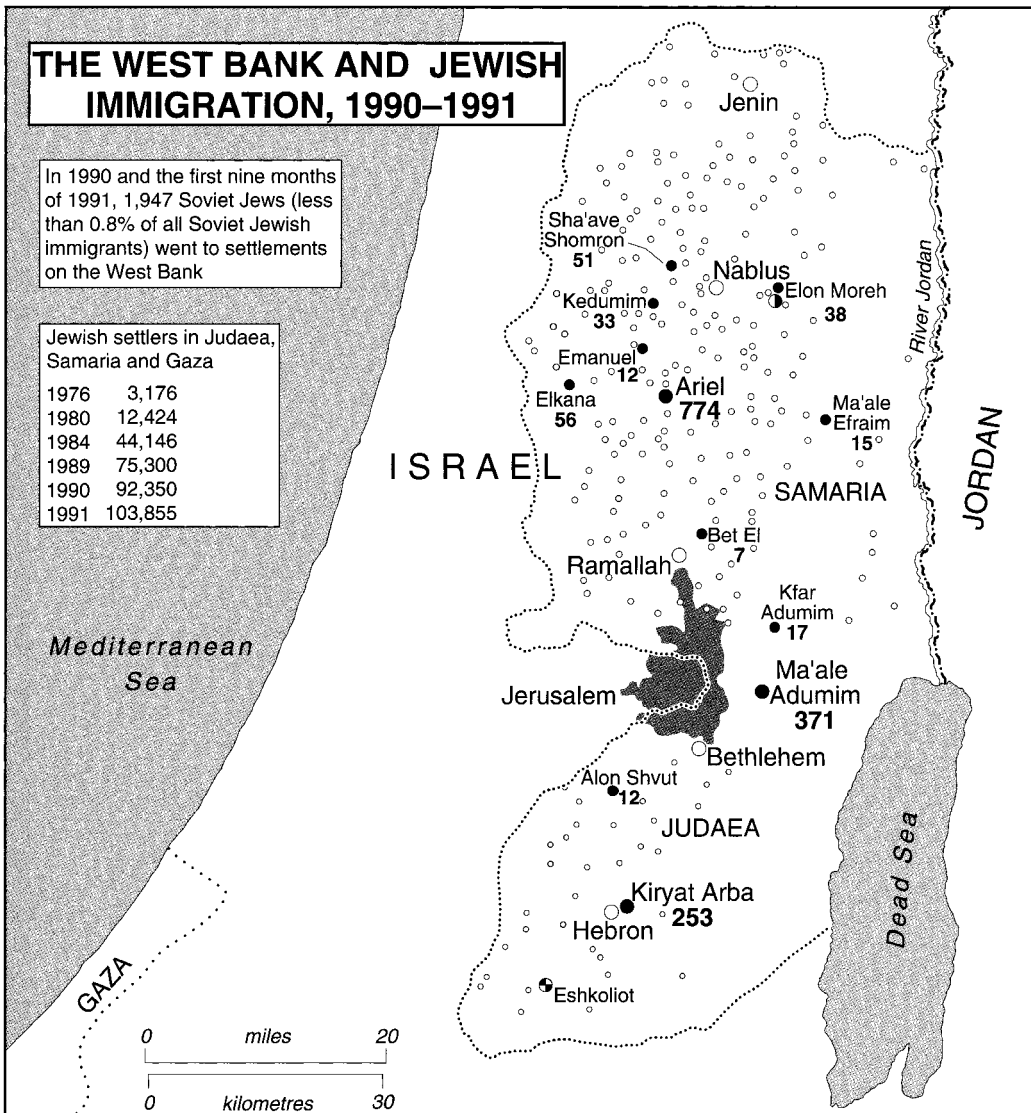 THE WEST BANK AND JEWISH
IMMIGRATION, 1990–1991
In 1990 and the first nine months
of 1991, 1,947 Soviet Jews (less
than 0.8% of all Soviet Jewish
immigrants) went to settlements
on the West Bank
Jewish settlers in Judaea,
Samaria and Gaza
1976 3,176
1980 12,424
1984 44,146
1989 75,300
1990 92,350
1991 103,855
Jenin
Sha'ave
Shomron
51
Nablus
Elon Moreh
38
Kedumim
33
Emanuel
12
Elkana
56
Ariel
774
Ma'ale
Efraim
15
River Jordan
JORDAN
ISRAEL
SAMARIA
Bet El
7
Ramallah
Kfar
Adumim
17
Mediterranean
Sea
Jerusalem
Ma'ale
Adumim
371
Bethlehem
Alon Shvut
12
JUDAEA
Dead Sea
Kiryat Arba
253
Hebron
GAZA
Eshkoliot
0 miles 20
0 kilometres 30